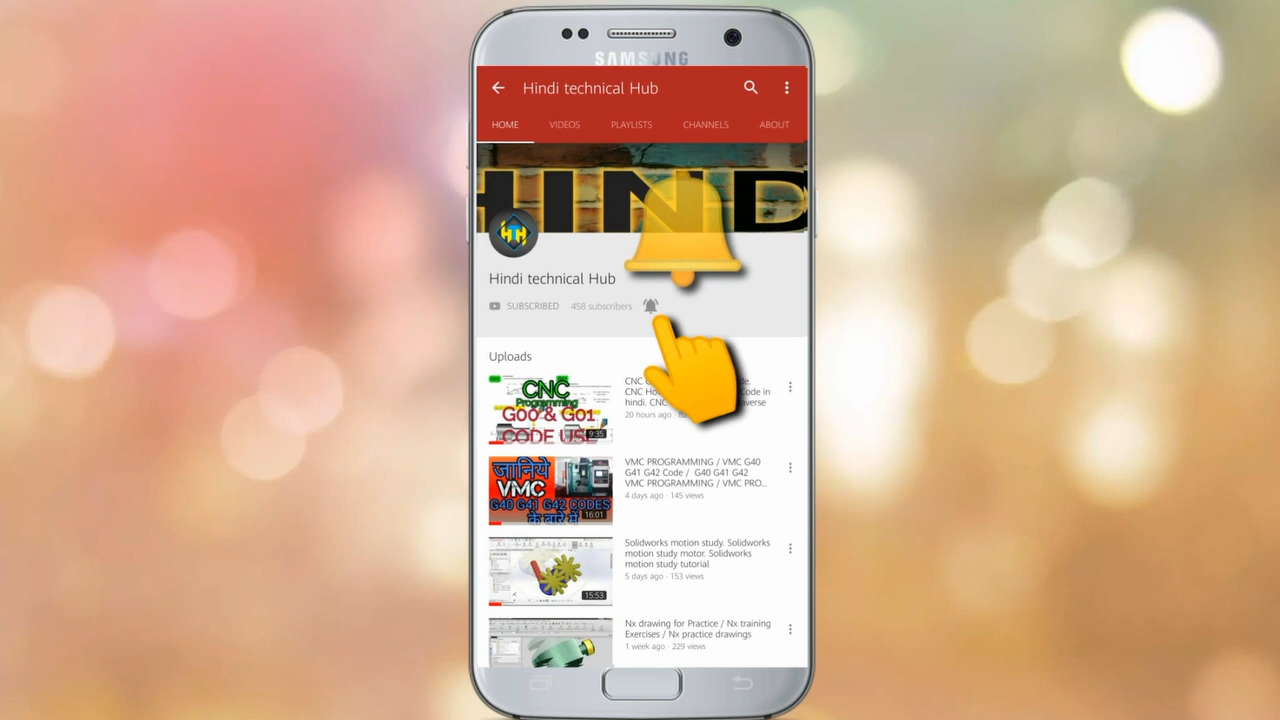 SAMSUNG
Hindi technical Hub
HOME VIDEOS PLAYLISTS CHANNELS ABOUT
HIND
HTH
Hindi technical Hub
SUBSCRIBED 458 subscribers
Uploads
CNC
Programming
G00 & G01
CODE USE
9:35
CNC
CNC Code in
hindi. CNC
20 hours ago
जानिये
VMC
G40 G41 G42 CODES
के बारे में
16:01
VMC PROGRAMMING / VMC G40
G41 G42 Code / G40 G41 G42
VMC PROGRAMMING / VMC PRO...
4 days ago · 145 views
15:53
Solidworks motion study. Solidworks
motion study motor. Solidworks
motion study tutorial
5 days ago · 153 views
Nx drawing for Practice / Nx training
Exercises / Nx practice drawings
1 week ago · 229 views